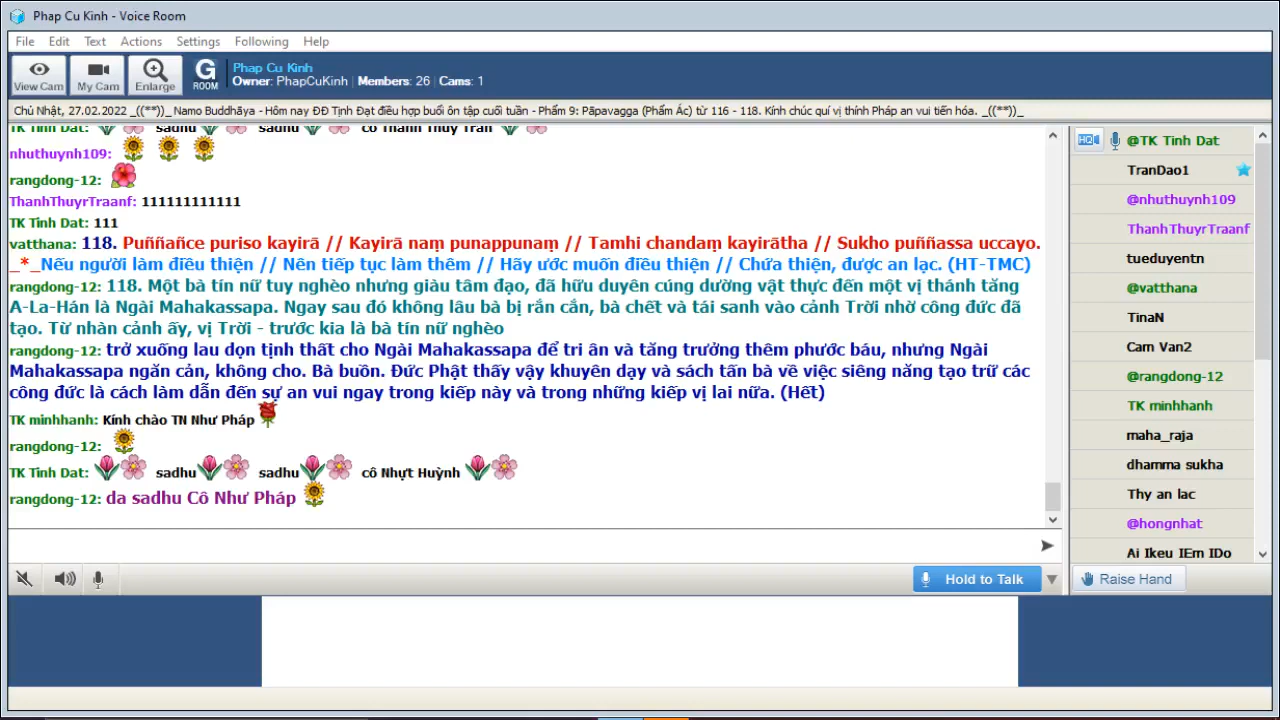 Phap Cu Kinh - Voice Room
File Edit Text Actions Settings Following Help
View Cam
My Cam
Enlarge
G ROOM
Phap Cu Kinh
Owner: PhapCuKinh | Members: 26 | Cams: 1
Chủ Nhật, 27.02.2022 _((**))_ Namo Buddhāya - Hôm nay ĐĐ Tịnh Đạt điều hợp buổi ôn tập cuối tuần - Phẩm 9: Pāpavagga (Phẩm Ác) từ 116 - 118. Kính chúc quí vị thính Pháp an vui tiến hóa. _((**))_
TK Tinh Dat: sadhu sadhu cô Thanh Thuý Trần
nhuthuynh109:
rangdong-12:
ThanhThuyrTraanf: 111111111111
TK Tinh Dat: 111
vatthana: 118. Puññañce puriso kayirā // Kayirā naṃ punappunaṃ // Tamhi chandaṃ kayirātha // Sukho puññassa uccayo.
_*_Nếu người làm điều thiện // Nên tiếp tục làm thêm // Hãy ước muốn điều thiện // Chứa thiện, được an lạc. (HT-TMC)
rangdong-12: 118. Một bà tín nữ tuy nghèo nhưng giàu tâm đạo, đã hữu duyên cúng dường vật thực đến một vị thánh tăng
A-La-Hán là Ngài Mahakassapa. Ngay sau đó không lâu bà bị rắn cắn, bà chết và tái sanh vào cảnh Trời nhờ công đức đã
tạo. Từ nhàn cảnh ấy, vị Trời - trước kia là bà tín nữ nghèo
rangdong-12: trở xuống lau dọn tịnh thất cho Ngài Mahakassapa để tri ân và tăng trưởng thêm phước báu, nhưng Ngài
Mahakassapa ngăn cản, không cho. Bà buồn. Đức Phật thấy vậy khuyên dạy và sách tấn bà về việc siêng năng tạo trữ các
công đức là cách làm dẫn đến sự an vui ngay trong kiếp này và trong những kiếp vị lai nữa. (Hết)
TK minhhanh: Kính chào TN Như Pháp
rangdong-12:
TK Tinh Dat: sadhu sadhu cô Nhựt Huỳnh
rangdong-12: da sadhu Cô Như Pháp
Hold to Talk
HQ
@TK Tinh Dat
TranDao1
@nhuthuynh109
ThanhThuyrTraanf
tueduyentn
@vatthana
TinaN
Cam Van2
@rangdong-12
TK minhhanh
maha_raja
dhamma sukha
Thy an lac
@hongnhat
Ai Ikeu IEm IDo
Raise Hand